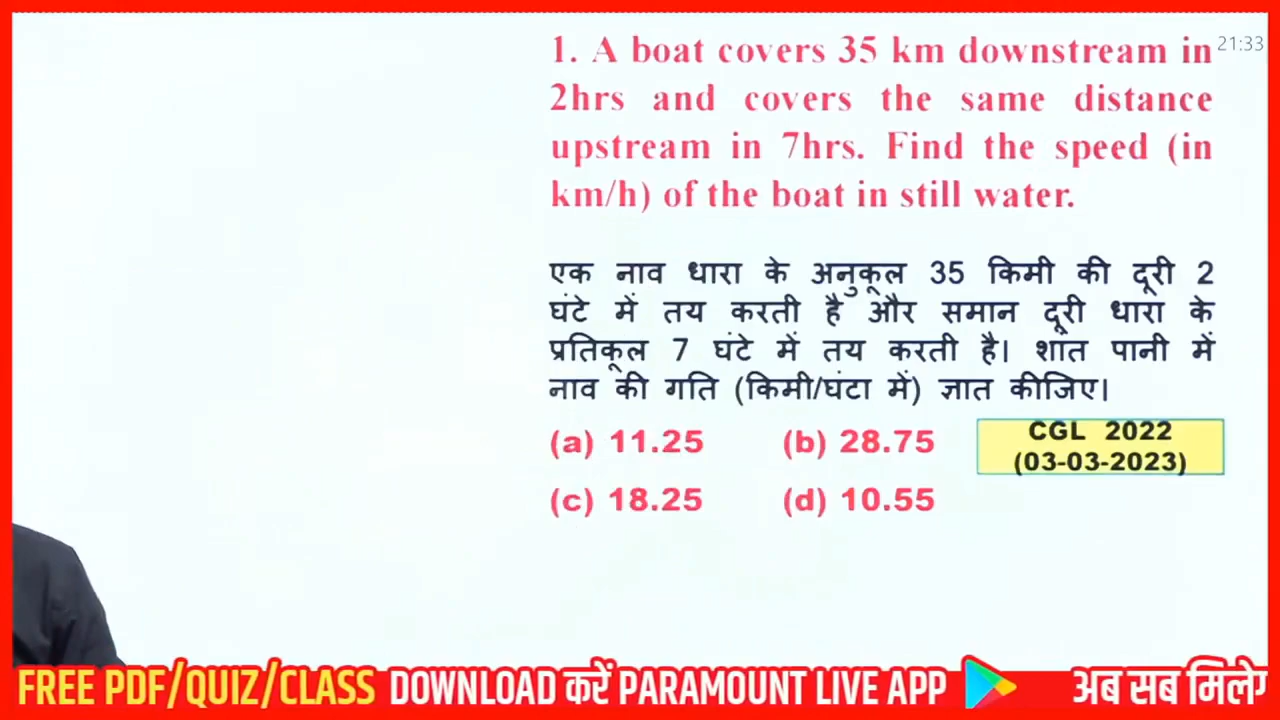 1. A boat covers 35 km downstream in
21:33
2hrs and covers the same distance
upstream in 7hrs. Find the speed (in
km/h) of the boat in still water.
एक नाव धारा के अनुकूल 35 किमी की दूरी 2
घंटे में तय करती है और समान दूरी धारा के
प्रतिकूल 7 घंटे में तय करती है। शांत पानी में
नाव की गति (किमी/घंटा में) ज्ञात कीजिए।
(a) 11.25 (b) 28.75
CGL 2022
(03-03-2023)
(c) 18.25 (d) 10.55
FREE PDF/QUIZ/CLASS DOWNLOAD करें PARAMOUNT LIVE APP अब सब